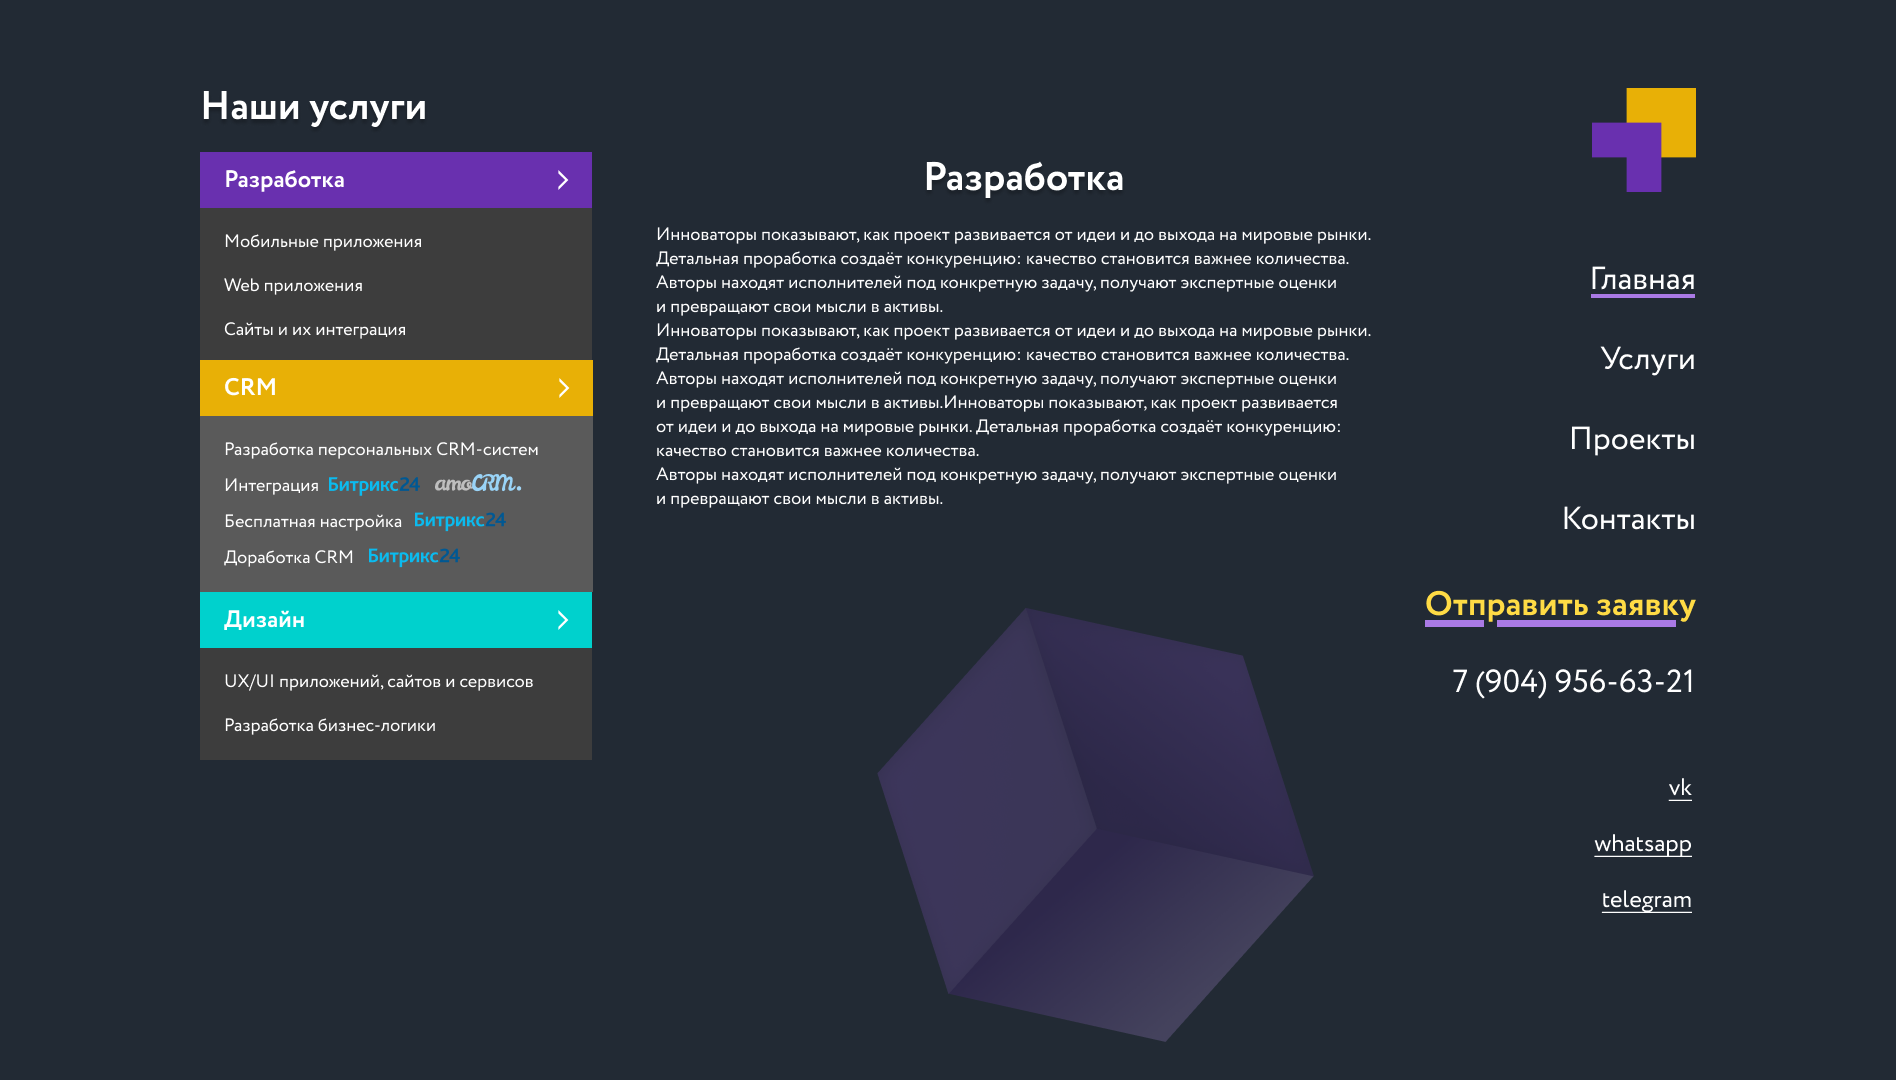 Наши услуги
Разработка
Мобильные приложения
Web приложения
Сайты и их интеграция
CRM
Разработка персональных CRM-систем
Интеграция Битрикс24 amoCRM.
Бесплатная настройка Битрикс24
Доработка CRM Битрикс24
Дизайн
UX/UI приложений, сайтов и сервисов
Разработка бизнес-логики
Разработка
Инноваторы показывают, как проект развивается от идеи и до выхода на мировые рынки.
Детальная проработка создаёт конкуренцию: качество становится важнее количества.
Авторы находят исполнителей под конкретную задачу, получают экспертные оценки
и превращают свои мысли в активы.
Инноваторы показывают, как проект развивается от идеи и до выхода на мировые рынки.
Детальная проработка создаёт конкуренцию: качество становится важнее количества.
Авторы находят исполнителей под конкретную задачу, получают экспертные оценки
и превращают свои мысли в активы.Инноваторы показывают, как проект развивается
от идеи и до выхода на мировые рынки. Детальная проработка создаёт конкуренцию:
качество становится важнее количества.
Авторы находят исполнителей под конкретную задачу, получают экспертные оценки
и превращают свои мысли в активы.
Главная
Услуги
Проекты
Контакты
Отправить заявку
7 (904) 956-63-21
vk
whatsapp
telegram